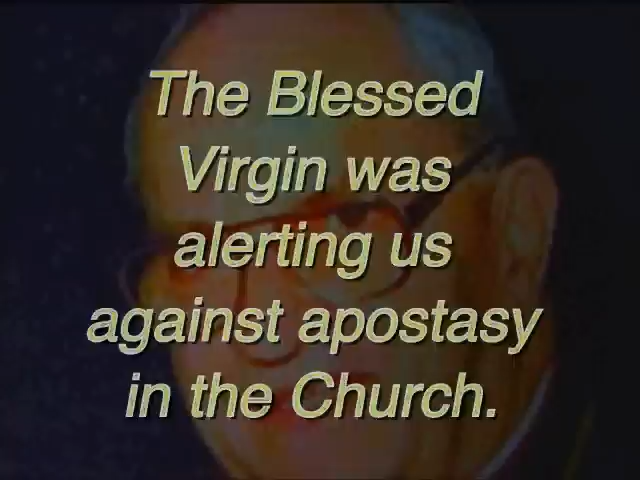 The Blessed
Virgin was
alerting us
against apostasy
in the Church.